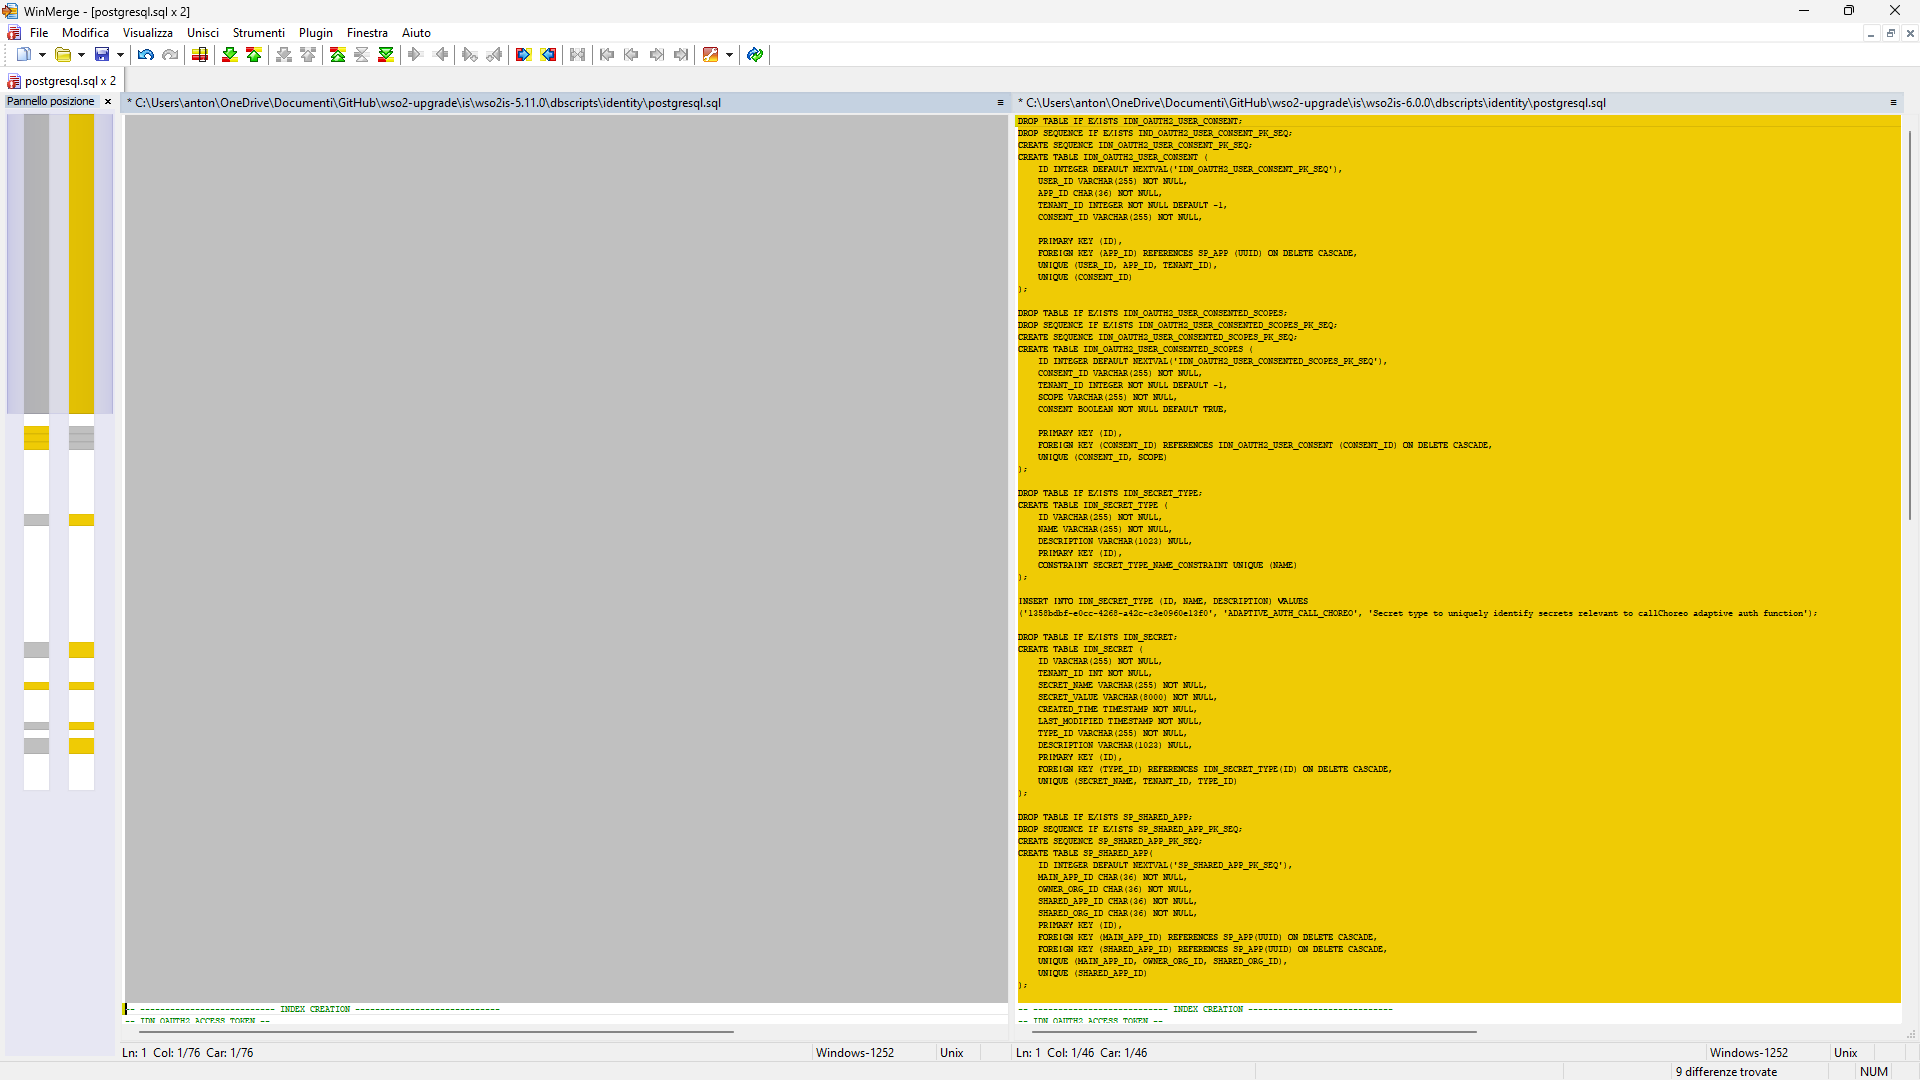 WinMerge - [postgresql.sql x 2]
File Modifica Visualizza Unisci Strumenti Plugin Finestra Aiuto
postgresql.sql x 2
Pannello posizione
* C:\Users\anton\OneDrive\Documenti\GitHub\wso2-upgrade\is\wso2is-5.11.0\dbscripts\identity\postgresql.sql
* C:\Users\anton\OneDrive\Documenti\GitHub\wso2-upgrade\is\wso2is-6.0.0\dbscripts\identity\postgresql.sql
-- --------------------------- INDEX CREATION -----------------------------
-- IDN_OAUTH2_ACCESS_TOKEN --
DROP TABLE IF EXISTS IDN_OAUTH2_USER_CONSENT;
DROP SEQUENCE IF EXISTS IND_OAUTH2_USER_CONSENT_PK_SEQ;
CREATE SEQUENCE IDN_OAUTH2_USER_CONSENT_PK_SEQ;
CREATE TABLE IDN_OAUTH2_USER_CONSENT (
    ID INTEGER DEFAULT NEXTVAL('IDN_OAUTH2_USER_CONSENT_PK_SEQ'),
    USER_ID VARCHAR(255) NOT NULL,
    APP_ID CHAR(36) NOT NULL,
    TENANT_ID INTEGER NOT NULL DEFAULT -1,
    CONSENT_ID VARCHAR(255) NOT NULL,
    PRIMARY KEY (ID),
    FOREIGN KEY (APP_ID) REFERENCES SP_APP (UUID) ON DELETE CASCADE,
    UNIQUE (USER_ID, APP_ID, TENANT_ID),
    UNIQUE (CONSENT_ID)
);
DROP TABLE IF EXISTS IDN_OAUTH2_USER_CONSENTED_SCOPES;
DROP SEQUENCE IF EXISTS IDN_OAUTH2_USER_CONSENTED_SCOPES_PK_SEQ;
CREATE SEQUENCE IDN_OAUTH2_USER_CONSENTED_SCOPES_PK_SEQ;
CREATE TABLE IDN_OAUTH2_USER_CONSENTED_SCOPES (
    ID INTEGER DEFAULT NEXTVAL('IDN_OAUTH2_USER_CONSENTED_SCOPES_PK_SEQ'),
    CONSENT_ID VARCHAR(255) NOT NULL,
    TENANT_ID INTEGER NOT NULL DEFAULT -1,
    SCOPE VARCHAR(255) NOT NULL,
    CONSENT BOOLEAN NOT NULL DEFAULT TRUE,
    PRIMARY KEY (ID),
    FOREIGN KEY (CONSENT_ID) REFERENCES IDN_OAUTH2_USER_CONSENT (CONSENT_ID) ON DELETE CASCADE,
    UNIQUE (CONSENT_ID, SCOPE)
);
DROP TABLE IF EXISTS IDN_SECRET_TYPE;
CREATE TABLE IDN_SECRET_TYPE (
    ID VARCHAR(255) NOT NULL,
    NAME VARCHAR(255) NOT NULL,
    DESCRIPTION VARCHAR(1023) NULL,
    PRIMARY KEY (ID),
    CONSTRAINT SECRET_TYPE_NAME_CONSTRAINT UNIQUE (NAME)
);
INSERT INTO IDN_SECRET_TYPE (ID, NAME, DESCRIPTION) VALUES
('1358bdbf-e0cc-4268-a42c-c3e0960e13f0', 'ADAPTIVE_AUTH_CALL_CHOREO', 'Secret type to uniquely identify secrets relevant to callChoreo adaptive auth function');
DROP TABLE IF EXISTS IDN_SECRET;
CREATE TABLE IDN_SECRET (
    ID VARCHAR(255) NOT NULL,
    TENANT_ID INT NOT NULL,
    SECRET_NAME VARCHAR(255) NOT NULL,
    SECRET_VALUE VARCHAR(8000) NOT NULL,
    CREATED_TIME TIMESTAMP NOT NULL,
    LAST_MODIFIED TIMESTAMP NOT NULL,
    TYPE_ID VARCHAR(255) NOT NULL,
    DESCRIPTION VARCHAR(1023) NULL,
    PRIMARY KEY (ID),
    FOREIGN KEY (TYPE_ID) REFERENCES IDN_SECRET_TYPE(ID) ON DELETE CASCADE,
    UNIQUE (SECRET_NAME, TENANT_ID, TYPE_ID)
);
DROP TABLE IF EXISTS SP_SHARED_APP;
DROP SEQUENCE IF EXISTS SP_SHARED_APP_PK_SEQ;
CREATE SEQUENCE SP_SHARED_APP_PK_SEQ;
CREATE TABLE SP_SHARED_APP(
    ID INTEGER DEFAULT NEXTVAL('SP_SHARED_APP_PK_SEQ'),
    MAIN_APP_ID CHAR(36) NOT NULL,
    OWNER_ORG_ID CHAR(36) NOT NULL,
    SHARED_APP_ID CHAR(36) NOT NULL,
    SHARED_ORG_ID CHAR(36) NOT NULL,
    PRIMARY KEY (ID),
    FOREIGN KEY (MAIN_APP_ID) REFERENCES SP_APP(UUID) ON DELETE CASCADE,
    FOREIGN KEY (SHARED_APP_ID) REFERENCES SP_APP(UUID) ON DELETE CASCADE,
    UNIQUE (MAIN_APP_ID, OWNER_ORG_ID, SHARED_ORG_ID),
    UNIQUE (SHARED_APP_ID)
);
-- --------------------------- INDEX CREATION -----------------------------
-- IDN_OAUTH2_ACCESS_TOKEN --
Ln: 1 Col: 1/76 Car: 1/76 Windows-1252 Unix
Ln: 1 Col: 1/46 Car: 1/46 Windows-1252 Unix
9 differenze trovate NUM